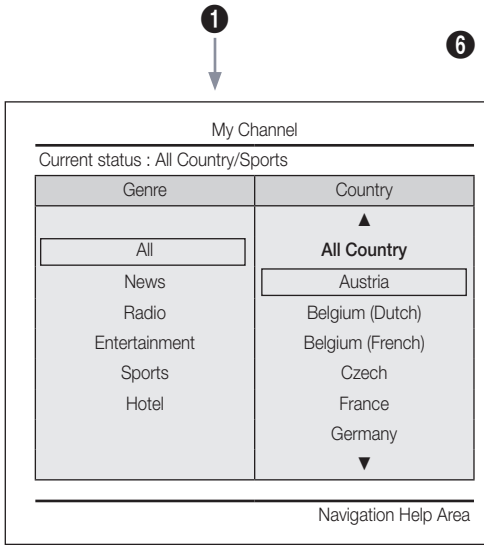 ❶
❻
My Channel
Current status : All Country/Sports
Genre Country
▲
All All Country
News Austria
Radio Belgium (Dutch)
Entertainment Belgium (French)
Sports Czech
Hotel France
Germany
▼
Navigation Help Area